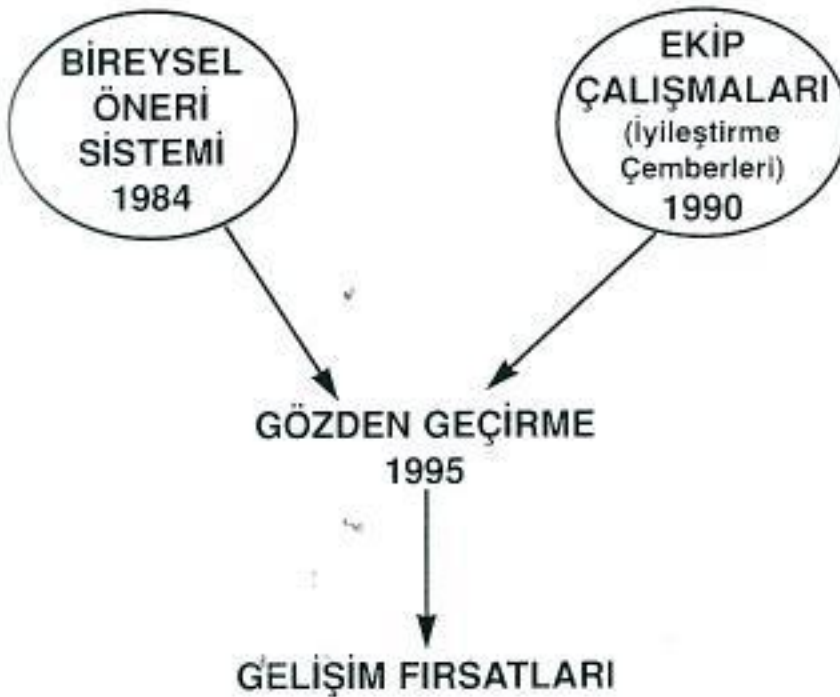 BİREYSEL
ÖNERİ
SİSTEMİ
1984
EKİP
ÇALIŞMALARI
(İyileştirme
Çemberleri)
1990
GÖZDEN GEÇİRME
1995
GELİŞİM FIRSATLARI